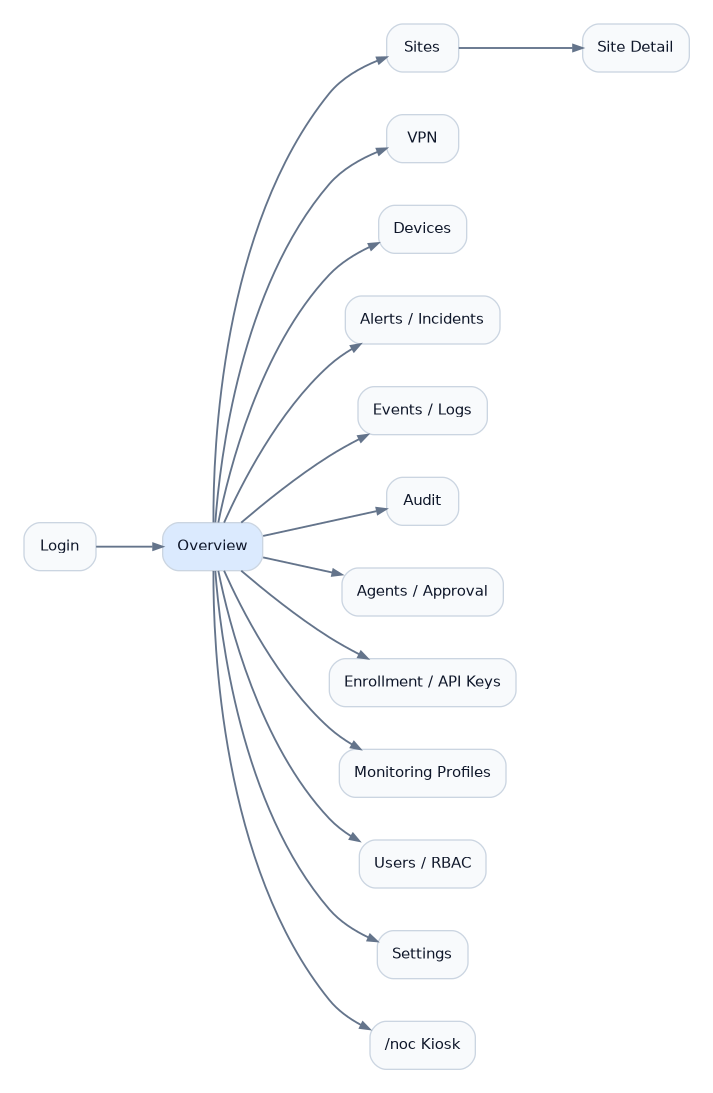 Sites
Site Detail
VPN
Devices
Alerts / Incidents
Events / Logs
Audit
Login
Overview
Agents / Approval
Enrollment / API Keys
Monitoring Profiles
Users / RBAC
Settings
/noc Kiosk